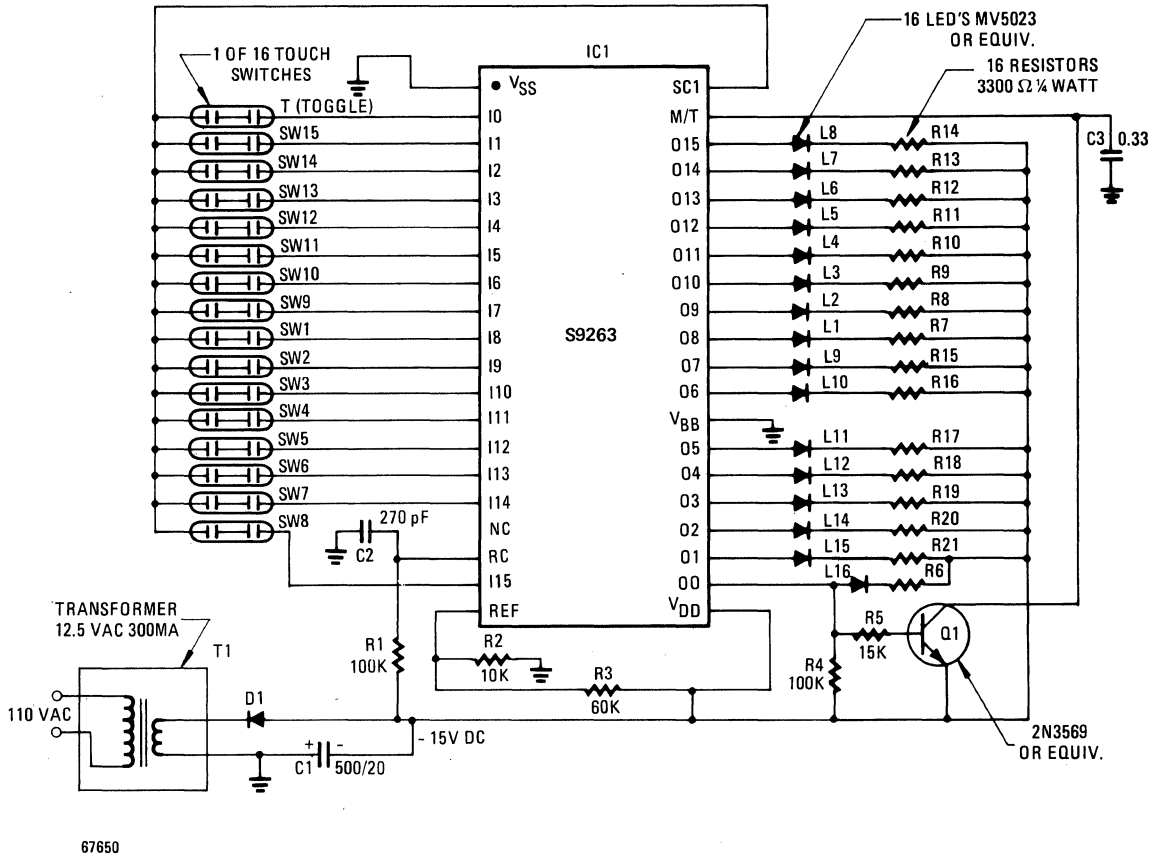 16 LED'S MV5023
OR EQUIV.
1 OF 16 TOUCH
SWITCHES
IC1
16 RESISTORS
3300 Ω ¼ WATT
VSS
SC1
T (TOGGLE)
I0
M/T
SW15
I1
O15
L8
R14
C3 0.33
SW14
I2
O14
L7
R13
SW13
I3
O13
L6
R12
SW12
I4
O12
L5
R11
SW11
I5
O11
L4
R10
SW10
I6
O10
L3
R9
SW9
I7
O9
L2
R8
SW1
I8
S9263
O8
L1
R7
SW2
I9
O7
L9
R15
SW3
I10
O6
L10
R16
SW4
I11
VBB
SW5
I12
O5
L11
R17
SW6
I13
O4
L12
R18
SW7
I14
O3
L13
R19
SW8
270 pF
C2
NC
O2
L14
R20
RC
O1
L15
R21
I15
O0
L16
R6
REF
VDD
TRANSFORMER
12.5 VAC 300MA
T1
R1
100K
R2
10K
R3
60K
R4
100K
R5
15K
Q1
110 VAC
D1
- 15V DC
+ -
C1 500/20
2N3569
OR EQUIV.
67650